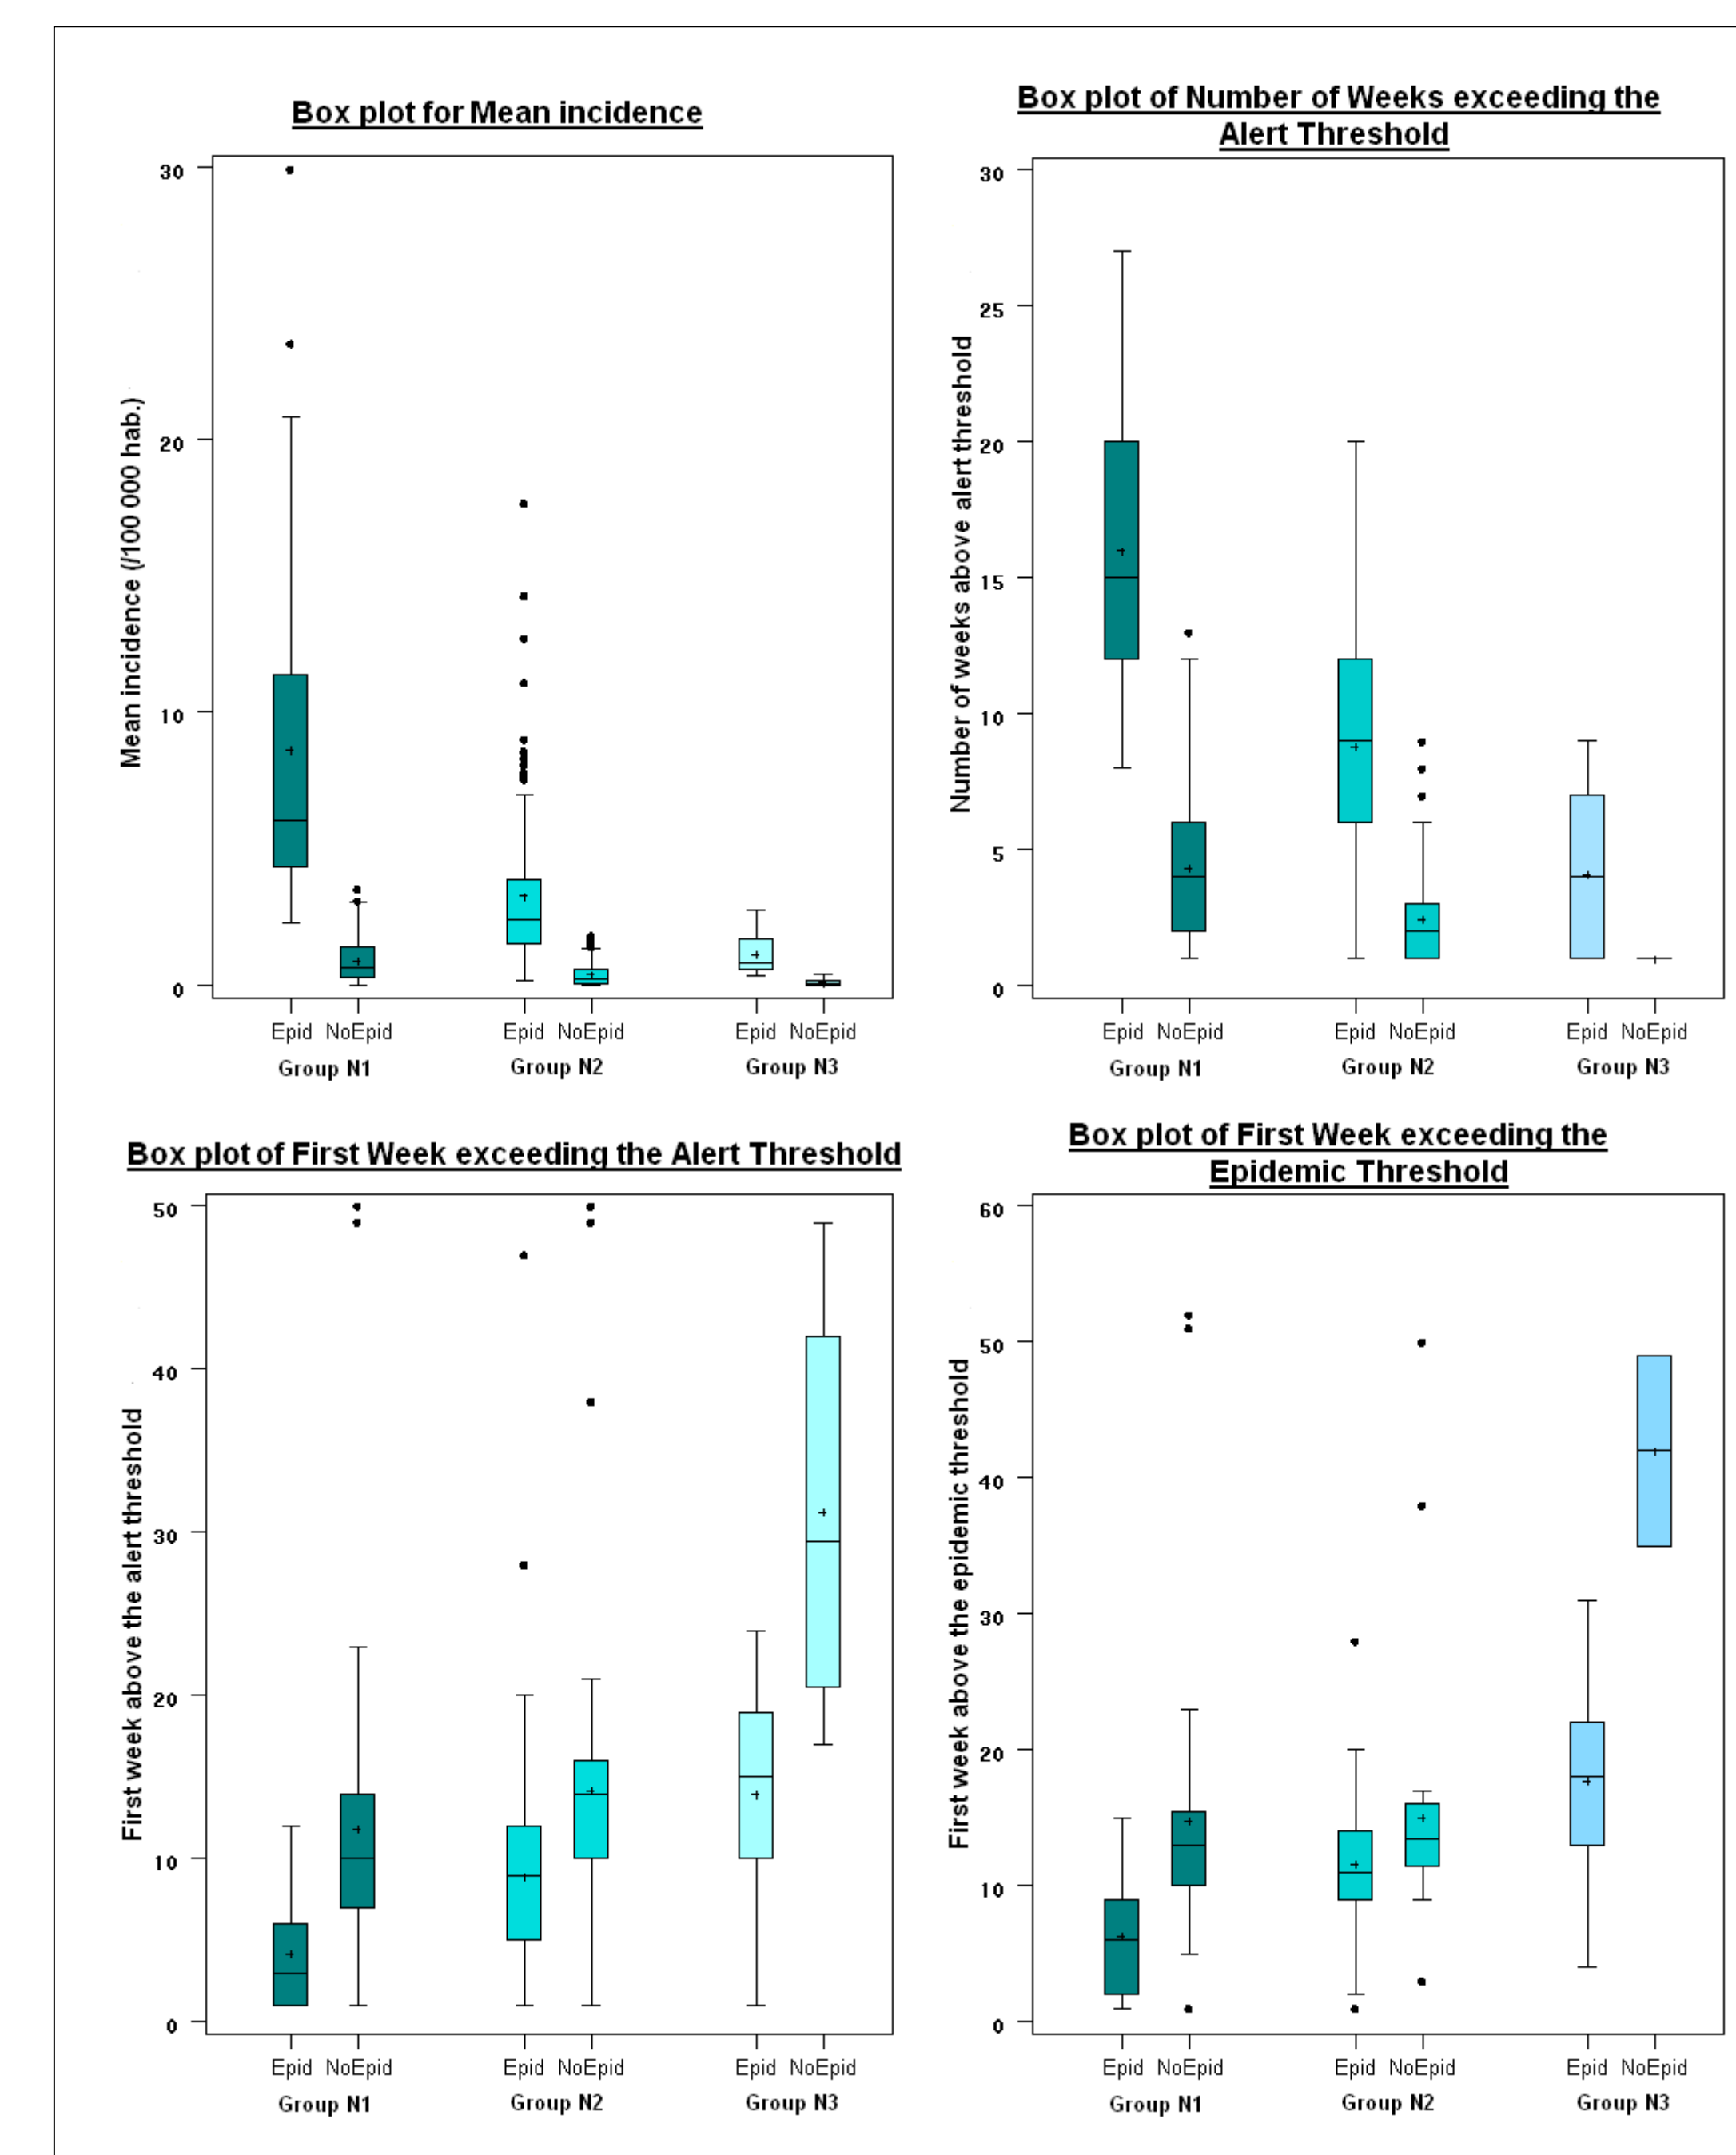 Box plot for Mean incidence
30
20
10
0
Mean incidence (/100 000 hab.)
Epid NoEpid Epid NoEpid Epid NoEpid
Group N1 Group N2 Group N3
Box plot of Number of Weeks exceeding the
Alert Threshold
30
25
20
15
10
5
0
Number of weeks above alert threshold
Epid NoEpid Epid NoEpid Epid NoEpid
Group N1 Group N2 Group N3
Box plot of First Week exceeding the Alert Threshold
50
40
30
20
10
0
First week above the alert threshold
Epid NoEpid Epid NoEpid Epid NoEpid
Group N1 Group N2 Group N3
Box plot of First Week exceeding the
Epidemic Threshold
60
50
40
30
20
10
0
First week above the epidemic threshold
Epid NoEpid Epid NoEpid Epid NoEpid
Group N1 Group N2 Group N3